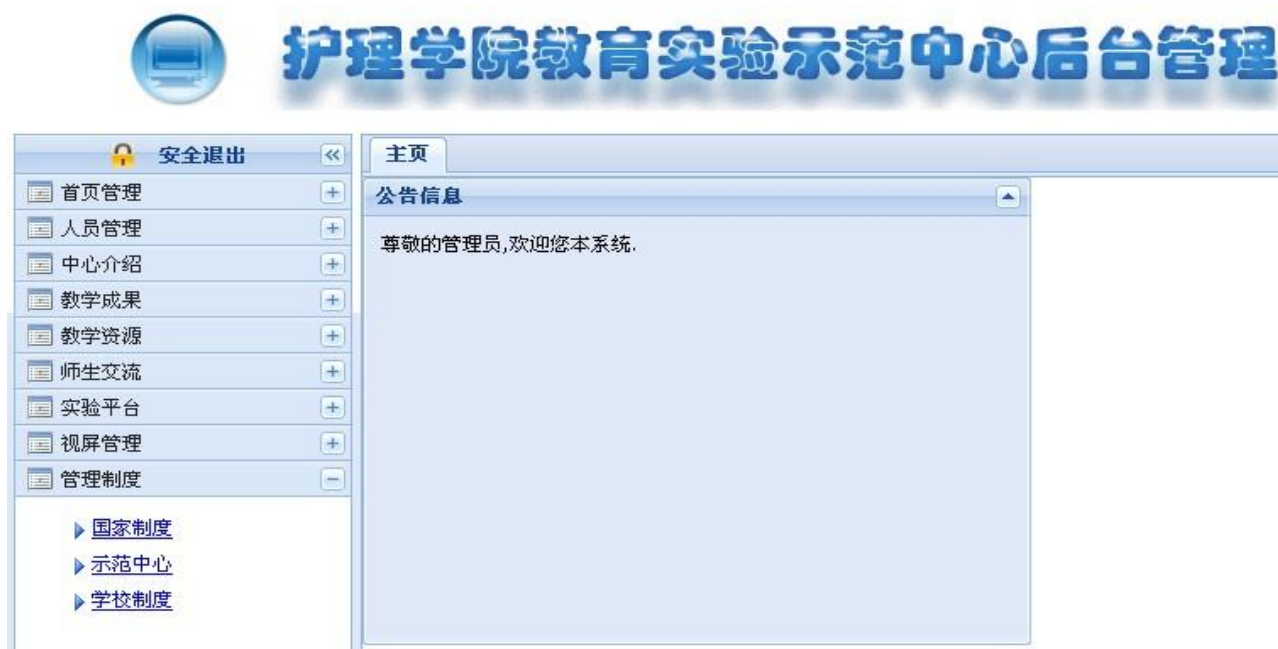 护理学院教育实验示范中心后台管理
安全退出
首页管理
人员管理
中心介绍
教学成果
教学资源
师生交流
实验平台
视屏管理
管理制度
国家制度
示范中心
学校制度
主页
公告信息
尊敬的管理员,欢迎您本系统.